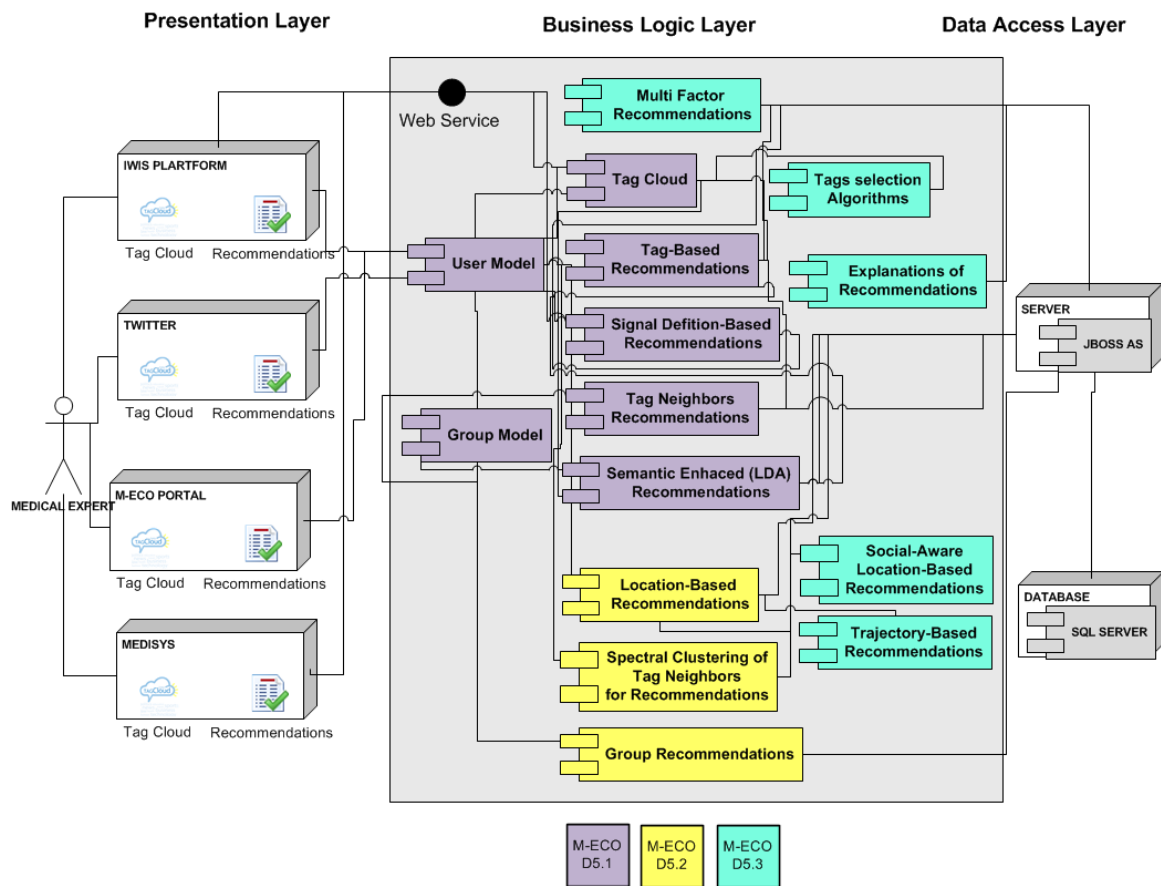 Presentation Layer
Business Logic Layer
Data Access Layer
Web Service
Multi Factor
Recommendations
IWIS PLARTFORM
TagCloud
Tag Cloud
Recommendations
Tag Cloud
Tags selection
Algorithms
User Model
Tag-Based
Recommendations
Explanations of
Recommendations
TWITTER
TagCloud
Tag Cloud
Recommendations
Signal Defition-Based
Recommendations
SERVER
JBOSS AS
Tag Neighbors
Recommendations
Group Model
MEDICAL EXPERT
M-ECO PORTAL
TagCloud
Tag Cloud
Recommendations
Semantic Enhaced (LDA)
Recommendations
Social-Aware
Location-Based
Recommendations
Location-Based
Recommendations
DATABASE
SQL SERVER
Trajectory-Based
Recommendations
MEDISYS
TagCloud
Tag Cloud
Recommendations
Spectral Clustering of
Tag Neighbors
for Recommendations
Group Recommendations
M-ECO
D5.1
M-ECO
D5.2
M-ECO
D5.3